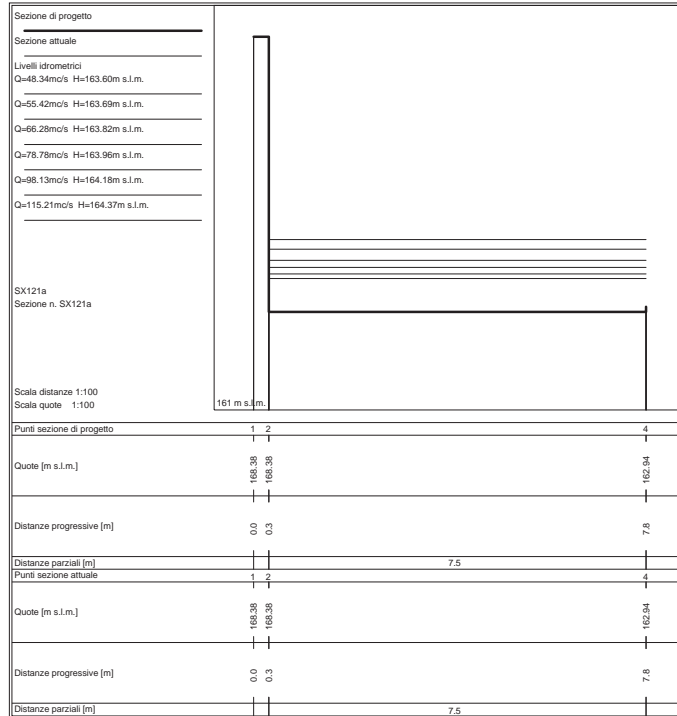 Sezione di progetto
Sezione attuale
Livelli idrometrici
Q=48.34mc/s H=163.60m s.l.m.
Q=55.42mc/s H=163.69m s.l.m.
Q=66.28mc/s H=163.82m s.l.m.
Q=78.78mc/s H=163.96m s.l.m.
Q=98.13mc/s H=164.18m s.l.m.
Q=115.21mc/s H=164.37m s.l.m.
SX121a
Sezione n. SX121a
Scala distanze 1:100
Scala quote 1:100
161 m s.l.m.
Punti sezione di progetto 1 2 4
Quote [m s.l.m.] 168.38 168.38 162.94
Distanze progressive [m] 0.0 0.3 7.8
Distanze parziali [m] 7.5
Punti sezione attuale 1 2 4
Quote [m s.l.m.] 168.38 168.38 162.94
Distanze progressive [m] 0.0 0.3 7.8
Distanze parziali [m] 7.5